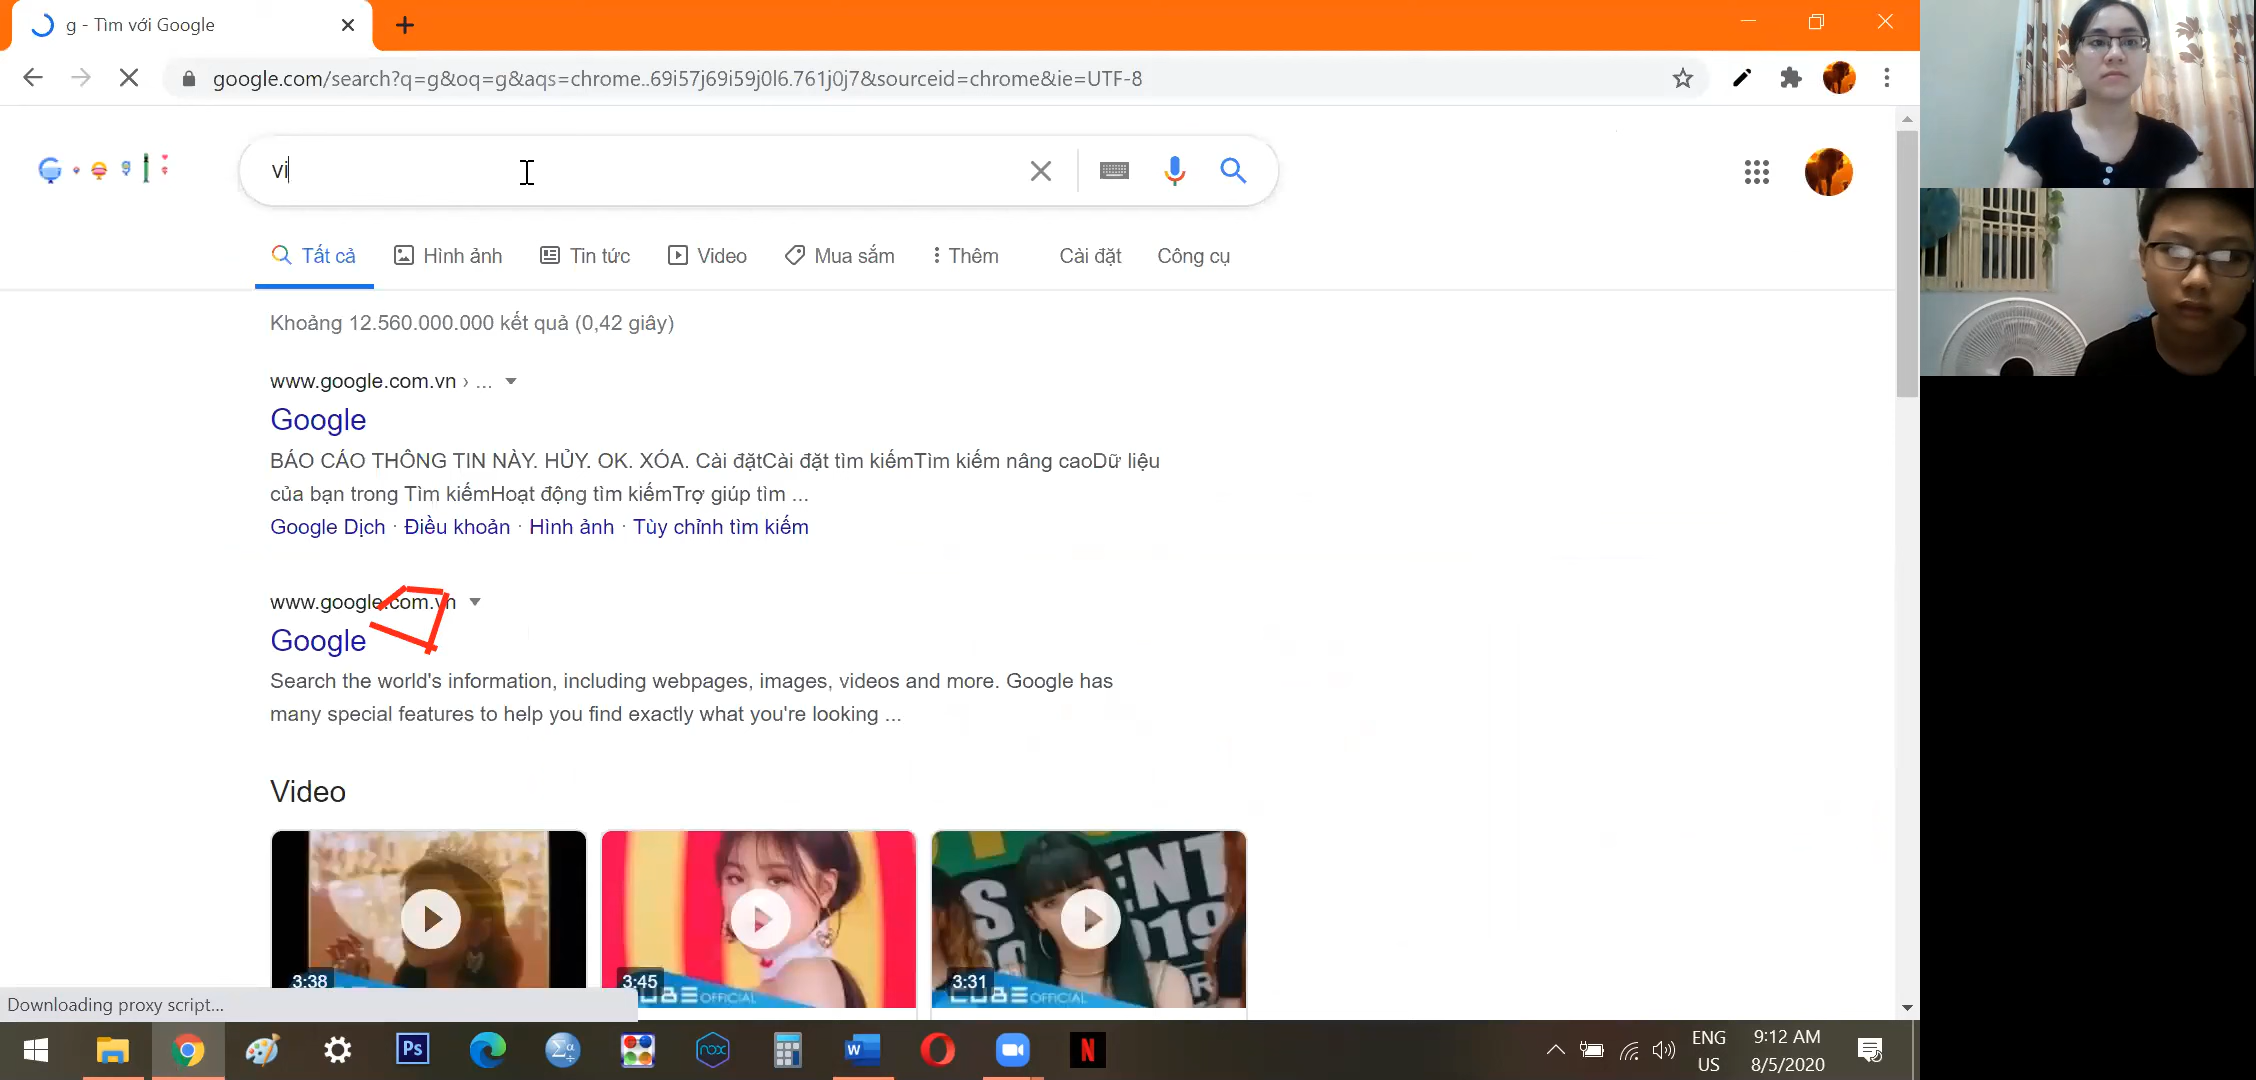 g - Tìm với Google
google.com/search?q=g&oq=g&aqs=chrome..69i57j69i59j0l6.761j0j7&sourceid=chrome&ie=UTF-8
vi
Tất cả Hình ảnh Tin tức Video Mua sắm Thêm Cài đặt Công cụ
Khoảng 12.560.000.000 kết quả (0,42 giây)
www.google.com.vn › ...
Google
BÁO CÁO THÔNG TIN NÀY. HỦY. OK. XÓA. Cài đặtCài đặt tìm kiếmTìm kiếm nâng caoDữ liệu
của bạn trong Tìm kiếmHoạt động tìm kiếmTrợ giúp tìm ...
Google Dịch · Điều khoản · Hình ảnh · Tùy chỉnh tìm kiếm
www.google.com.vn
Google
Search the world's information, including webpages, images, videos and more. Google has
many special features to help you find exactly what you're looking ...
Video
3:38
3:45
CUBE OFFICIAL
3:31
CUBE OFFICIAL
Downloading proxy script...
Ps
nox
W
N
ENG
US
9:12 AM
8/5/2020